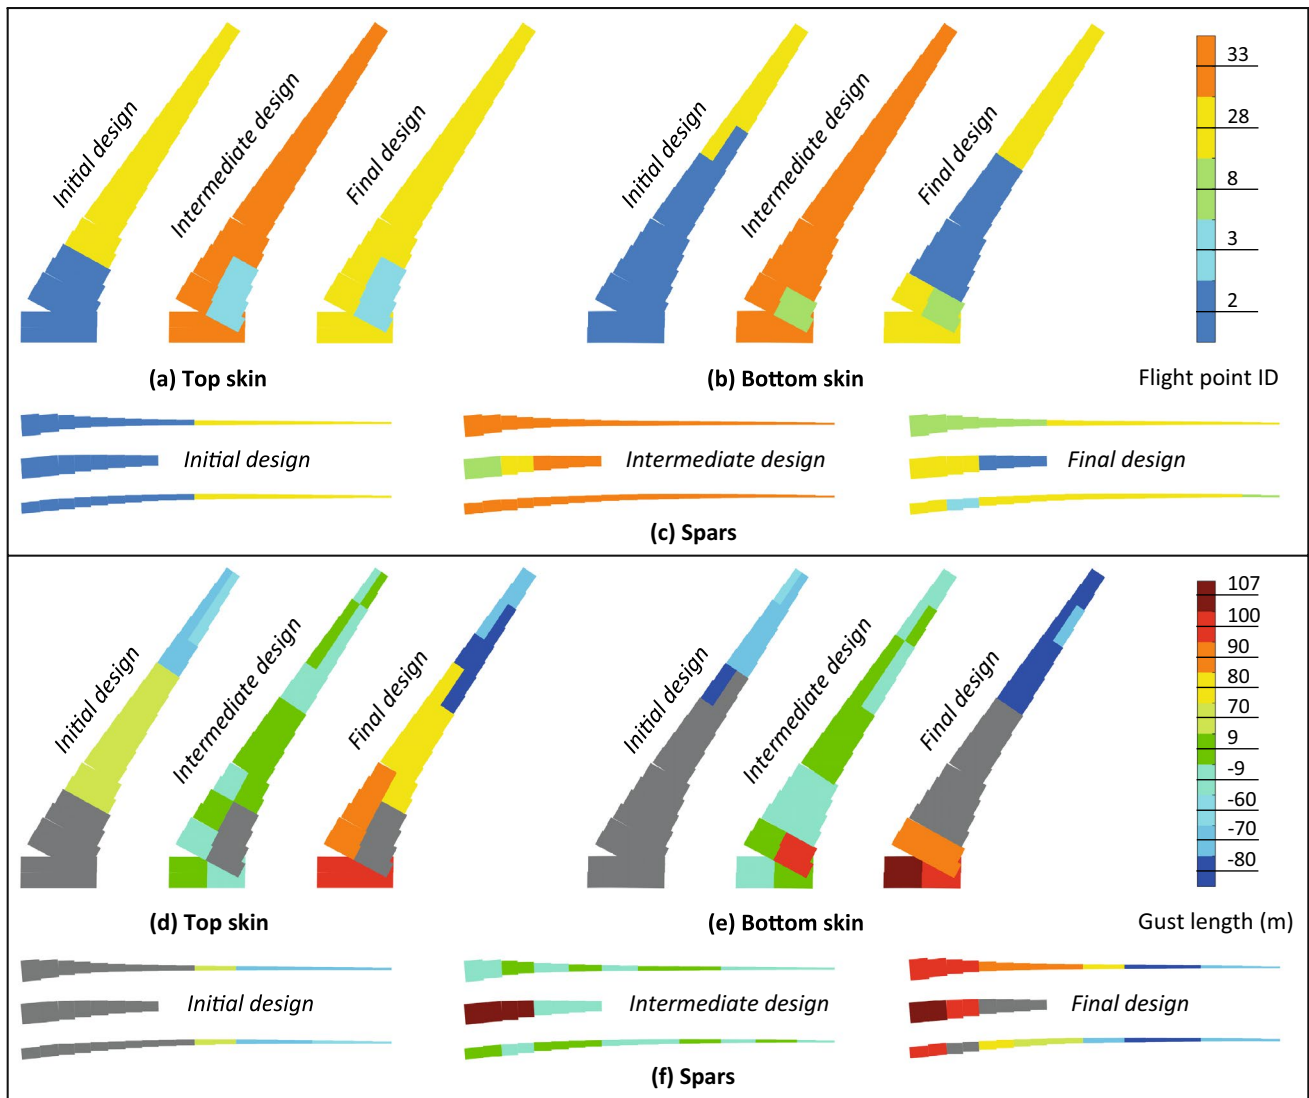 Initial design
Intermediate design
Final design
Initial design
Intermediate design
Final design
33
28
8
3
2
(a) Top skin
(b) Bottom skin
Flight point ID
Initial design
Intermediate design
Final design
(c) Spars
Initial design
Intermediate design
Final design
Initial design
Intermediate design
Final design
107
100
90
80
70
9
-9
-60
-70
-80
(d) Top skin
(e) Bottom skin
Gust length (m)
Initial design
Intermediate design
Final design
(f) Spars